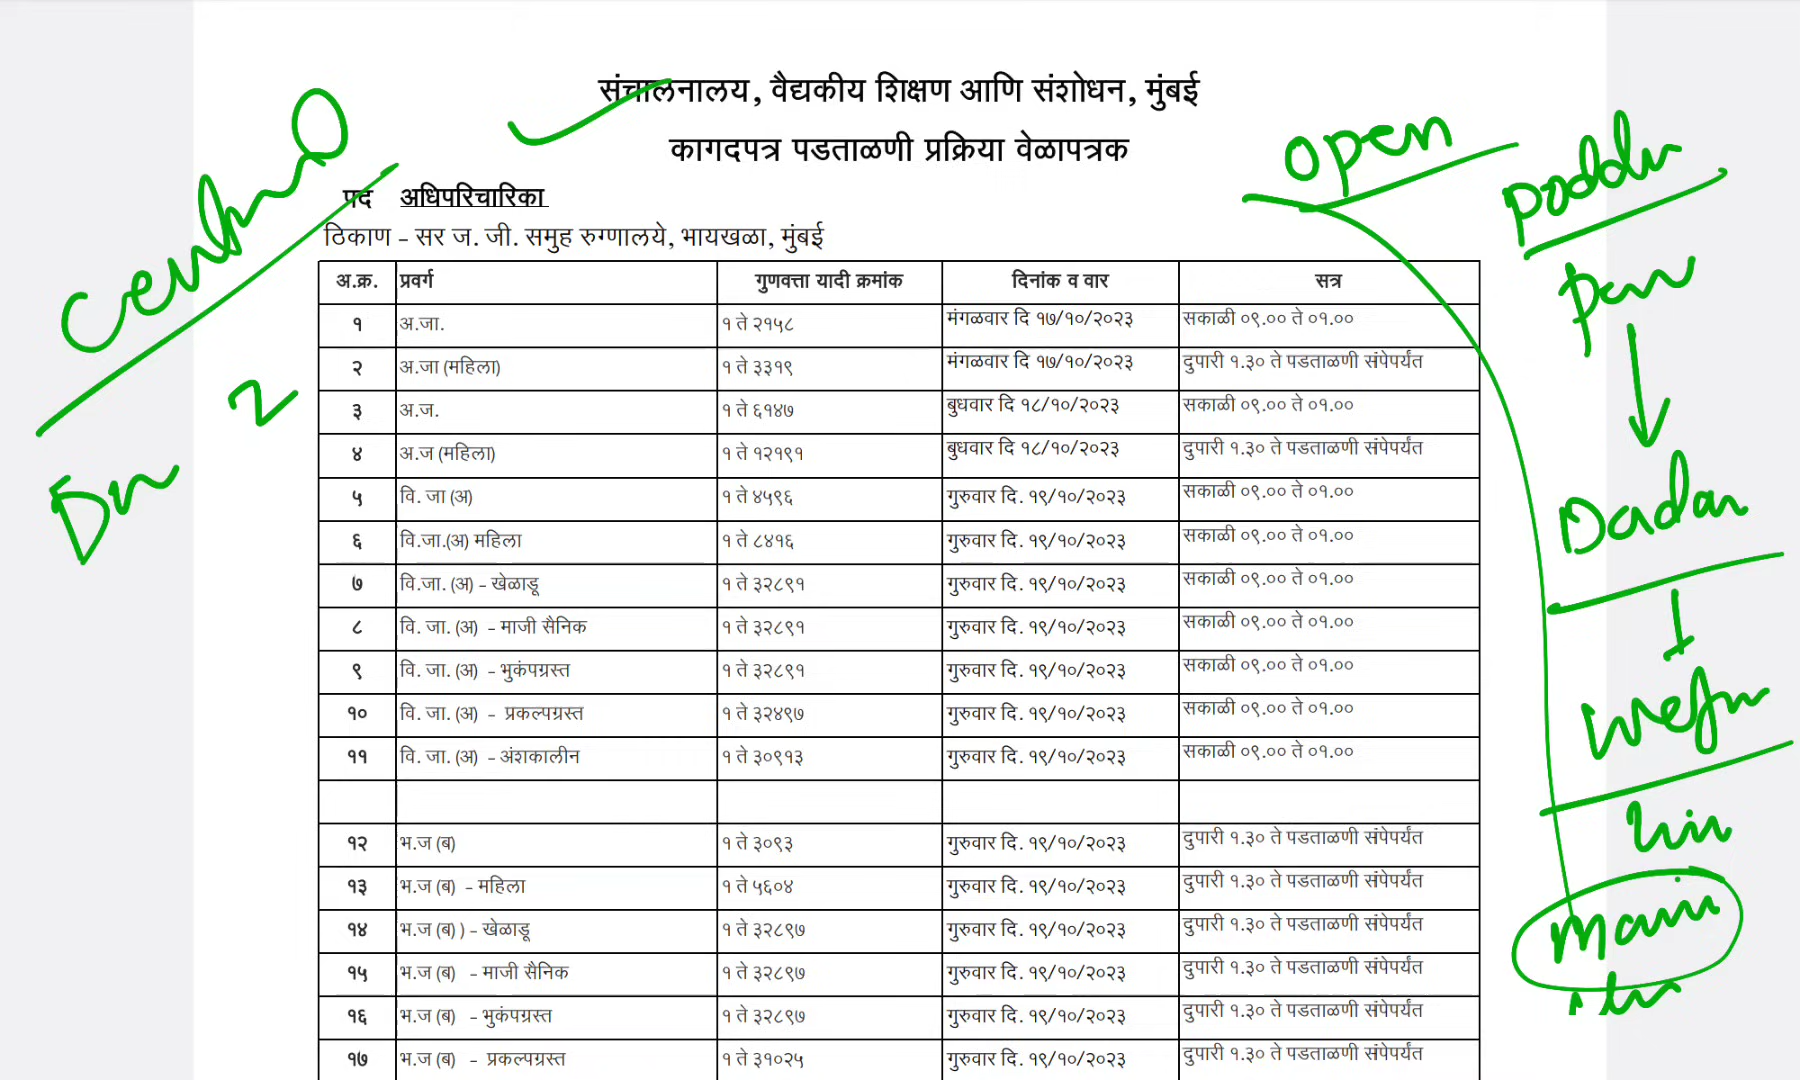 संचालनालय, वैद्यकीय शिक्षण आणि संशोधन, मुंबई
कागदपत्र पडताळणी प्रक्रिया वेळापत्रक
पद अधिपरिचारिका
ठिकाण – सर ज. जी. समुह रुग्णालये, भायखळा, मुंबई
अ.क्र. प्रवर्ग गुणवत्ता यादी क्रमांक दिनांक व वार सत्र
१ अ.जा. १ ते २१५८ मंगळवार दि १७/१०/२०२३ सकाळी ०९.०० ते ०१.००
२ अ.जा (महिला) १ ते ३३१९ मंगळवार दि १७/१०/२०२३ दुपारी १.३० ते पडताळणी संपेपर्यंत
३ अ.ज. १ ते ६१४७ बुधवार दि १८/१०/२०२३ सकाळी ०९.०० ते ०१.००
४ अ.ज (महिला) १ ते १२१९१ बुधवार दि १८/१०/२०२३ दुपारी १.३० ते पडताळणी संपेपर्यंत
५ वि. जा (अ) १ ते ४५९६ गुरुवार दि. १९/१०/२०२३ सकाळी ०९.०० ते ०१.००
६ वि.जा.(अ) महिला १ ते ८४१६ गुरुवार दि. १९/१०/२०२३ सकाळी ०९.०० ते ०१.००
७ वि.जा. (अ) – खेळाडू १ ते ३२८९१ गुरुवार दि. १९/१०/२०२३ सकाळी ०९.०० ते ०१.००
८ वि. जा. (अ) – माजी सैनिक १ ते ३२८९१ गुरुवार दि. १९/१०/२०२३ सकाळी ०९.०० ते ०१.००
९ वि. जा. (अ) – भुकंपग्रस्त १ ते ३२८९१ गुरुवार दि. १९/१०/२०२३ सकाळी ०९.०० ते ०१.००
१० वि. जा. (अ) – प्रकल्पग्रस्त १ ते ३२४९७ गुरुवार दि. १९/१०/२०२३ सकाळी ०९.०० ते ०१.००
११ वि. जा. (अ) – अंशकालीन १ ते ३०९१३ गुरुवार दि. १९/१०/२०२३ सकाळी ०९.०० ते ०१.००
१२ भ.ज (ब) १ ते ३०९३ गुरुवार दि. १९/१०/२०२३ दुपारी १.३० ते पडताळणी संपेपर्यंत
१३ भ.ज (ब) – महिला १ ते ५६०४ गुरुवार दि. १९/१०/२०२३ दुपारी १.३० ते पडताळणी संपेपर्यंत
१४ भ.ज (ब) ) – खेळाडू १ ते ३२८९७ गुरुवार दि. १९/१०/२०२३ दुपारी १.३० ते पडताळणी संपेपर्यंत
१५ भ.ज (ब) – माजी सैनिक १ ते ३२८९७ गुरुवार दि. १९/१०/२०२३ दुपारी १.३० ते पडताळणी संपेपर्यंत
१६ भ.ज (ब) – भुकंपग्रस्त १ ते ३२८९७ गुरुवार दि. १९/१०/२०२३ दुपारी १.३० ते पडताळणी संपेपर्यंत
१७ भ.ज (ब) – प्रकल्पग्रस्त १ ते ३१०२५ गुरुवार दि. १९/१०/२०२३ दुपारी १.३० ते पडताळणी संपेपर्यंत
open
Dadar